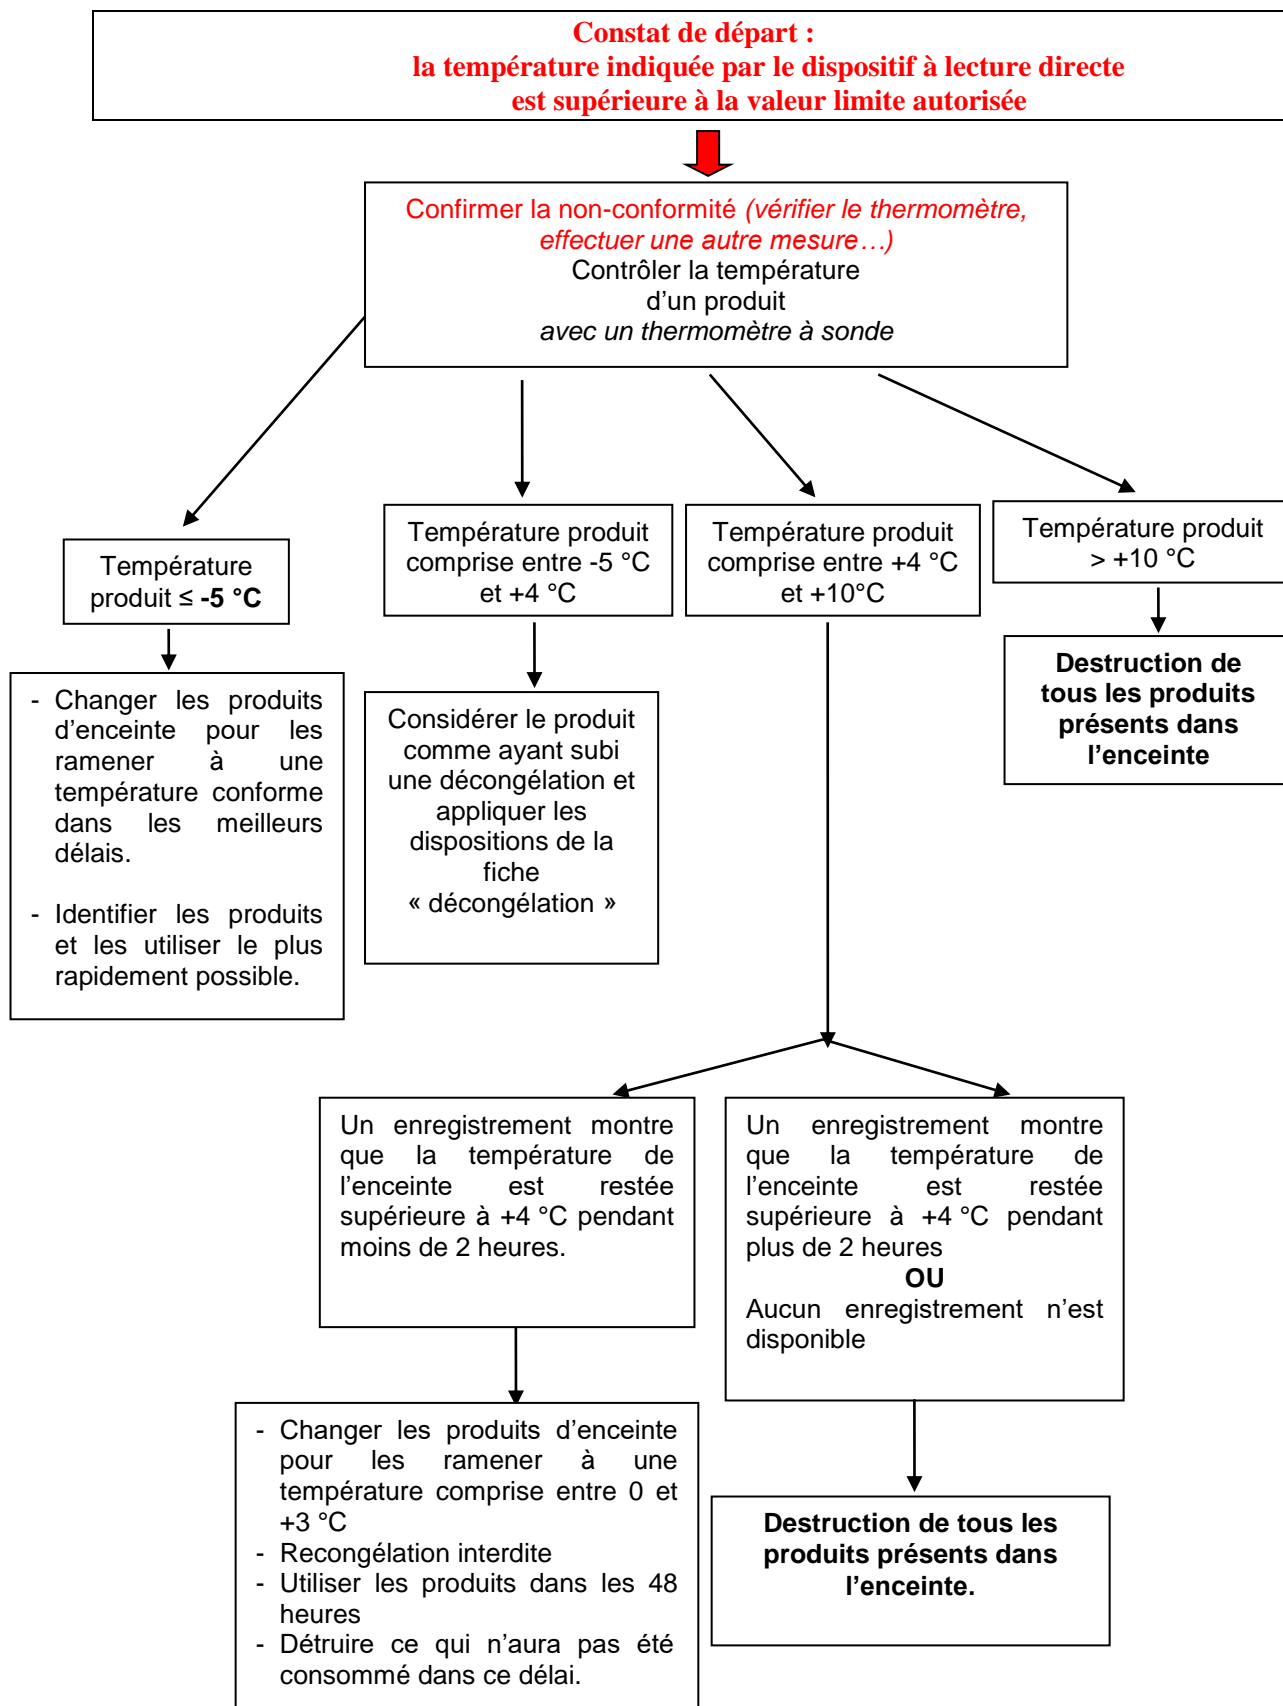 Constat de départ :
la température indiquée par le dispositif à lecture directe
est supérieure à la valeur limite autorisée
Confirmer la non-conformité (vérifier le thermomètre,
effectuer une autre mesure…)
Contrôler la température
d’un produit
avec un thermomètre à sonde
Température
produit ≤ -5 °C
Température produit
comprise entre -5 °C
et +4 °C
Température produit
comprise entre +4 °C
et +10°C
Température produit
> +10 °C
- Changer les produits
d’enceinte pour les
ramener à une
température conforme
dans les meilleurs
délais.
- Identifier les produits
et les utiliser le plus
rapidement possible.
Considérer le produit
comme ayant subi
une décongélation et
appliquer les
dispositions de la
fiche
« décongélation »
Destruction de
tous les produits
présents dans
l’enceinte
Un enregistrement montre
que la température de
l’enceinte est restée
supérieure à +4 °C pendant
moins de 2 heures.
Un enregistrement montre
que la température de
l’enceinte est restée
supérieure à +4 °C pendant
plus de 2 heures
OU
Aucun enregistrement n’est
disponible
- Changer les produits d’enceinte
pour les ramener à une
température comprise entre 0 et
+3 °C
- Recongélation interdite
- Utiliser les produits dans les 48
heures
- Détruire ce qui n’aura pas été
consommé dans ce délai.
Destruction de tous les
produits présents dans
l’enceinte.